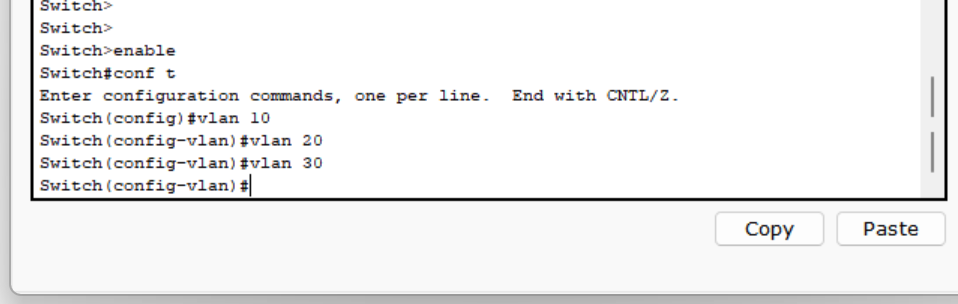 Switch>
Switch>
Switch>enable
Switch#conf t
Enter configuration commands, one per line.  End with CNTL/Z.
Switch(config)#vlan 10
Switch(config-vlan)#vlan 20
Switch(config-vlan)#vlan 30
Switch(config-vlan)#
Copy Paste